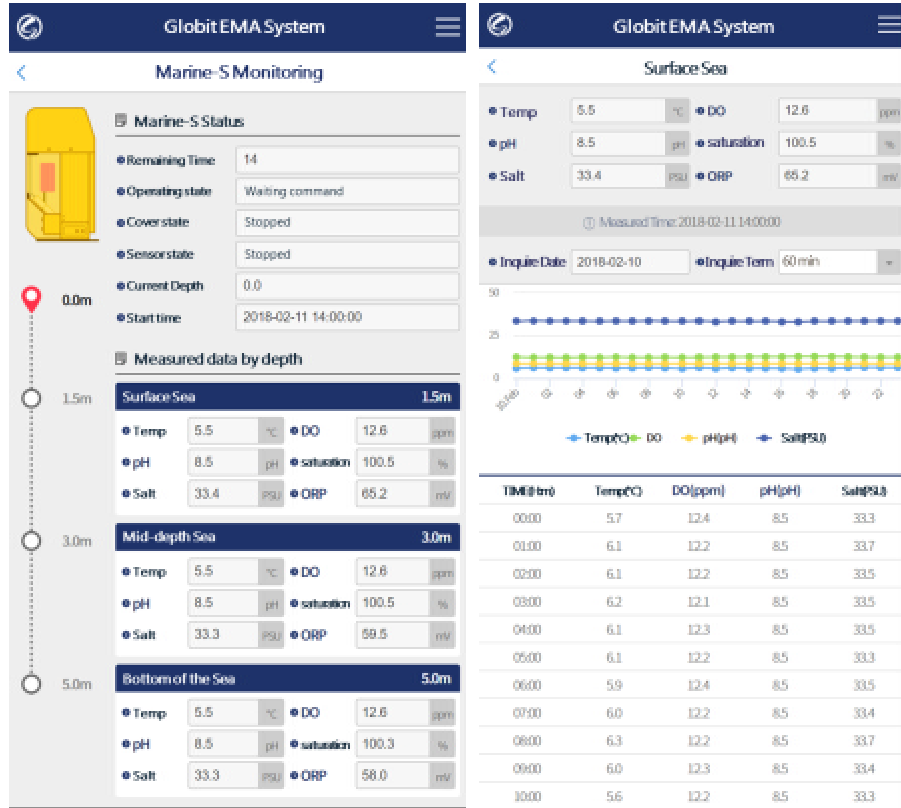 Globit EMA System
Marine-S Monitoring
Marine-S Status
Remaining Time 14
Operating state Waiting command
Cover state Stopped
Sensor state Stopped
Current Depth 0.0
Start time 2018-02-11 14:00:00
0.0m
1.5m
3.0m
5.0m
Measured data by depth
Surface Sea 1.5m
Temp 5.5 ℃ DO 12.6 ppm
pH 8.5 pH saturation 100.5 %
Salt 33.4 PSU ORP 65.2 mV
Mid-depth Sea 3.0m
Temp 5.5 ℃ DO 12.6 ppm
pH 8.5 pH saturation 100.5 %
Salt 33.3 PSU ORP 59.5 mV
Bottom of the Sea 5.0m
Temp 5.5 ℃ DO 12.6 ppm
pH 8.5 pH saturation 100.3 %
Salt 33.3 PSU ORP 58.0 mV
Globit EMA System
Surface Sea
Temp 5.5 ℃ DO 12.6 ppm
pH 8.5 pH saturation 100.5 %
Salt 33.4 PSU ORP 65.2 mV
Measured Time: 2018-02-11 14:00:00
Inquire Date 2018-02-10 Inquire Term 60 min
50
25
0
10.Feb 02 04 06 08 10 12 14 16 18 20 22
Temp(℃) DO pH(pH) Salt(PSU)
TIME(H:m) Temp(℃) DO(ppm) pH(pH) Salt(PSU)
00:00 5.7 12.4 8.5 33.3
01:00 6.1 12.2 8.5 33.7
02:00 6.1 12.2 8.5 33.5
03:00 6.2 12.1 8.5 33.5
04:00 6.1 12.3 8.5 33.5
05:00 6.1 12.2 8.5 33.3
06:00 5.9 12.4 8.5 33.5
07:00 6.0 12.2 8.5 33.4
08:00 6.3 12.2 8.5 33.7
09:00 6.0 12.3 8.5 33.4
10:00 5.6 12.2 8.5 33.3